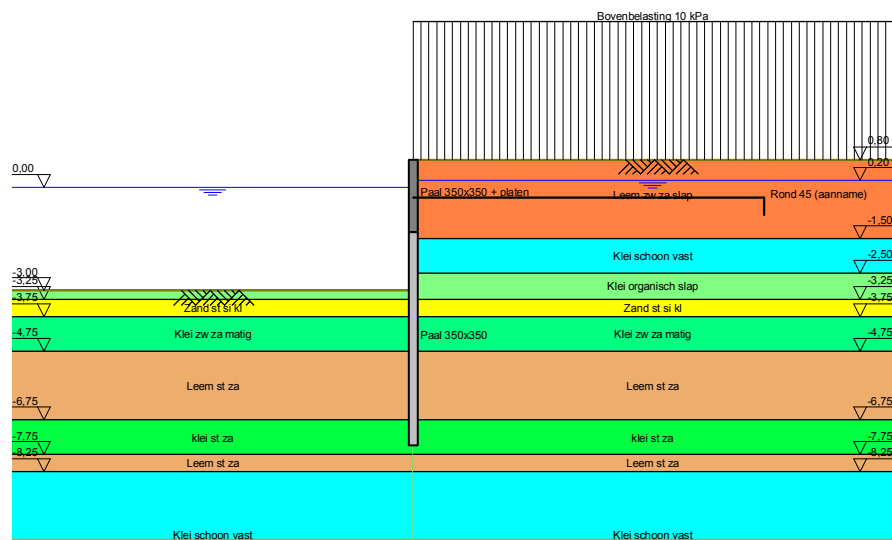 Bovenbelasting 10 kPa
0,80
0,00
0,20
Paal 350x350 + platen
Leem zw za slap
Rond 45 (aanname)
-1,50
Klei schoon vast
-2,50
-3,00
-3,25
Klei organisch slap
-3,25
-3,75
Zand st si kl
Zand st si kl
-3,75
Klei zw za matig
Paal 350x350
Klei zw za matig
-4,75
-4,75
Leem st za
Leem st za
-6,75
-6,75
klei st za
klei st za
-7,75
-7,75
-8,25
Leem st za
Leem st za
-8,25
Klei schoon vast
Klei schoon vast